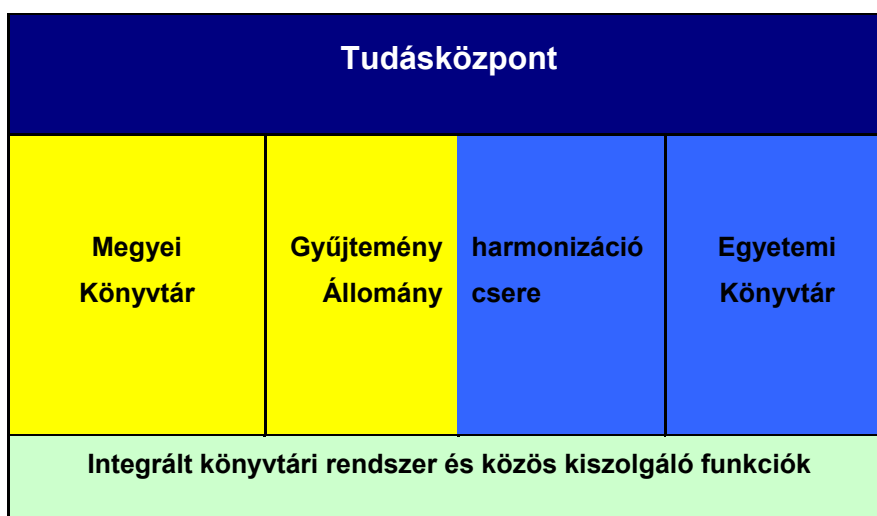 Tudásközpont
Megyei
Könyvtár
Gyűjtemény harmonizáció
Állomány csere
Egyetemi
Könyvtár
Integrált könyvtári rendszer és közös kiszolgáló funkciók